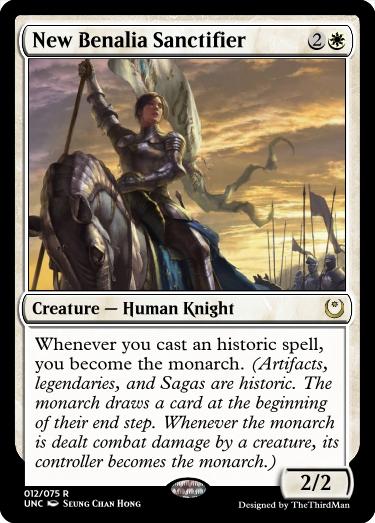 New Benalia Sanctifier 2
Creature — Human Knight
Whenever you cast an historic spell,
you become the monarch. (Artifacts,
legendaries, and Sagas are historic. The
monarch draws a card at the beginning
of their end step. Whenever the monarch
is dealt combat damage by a creature, its
controller becomes the monarch.)
2/2
012/075 R
UNC Seung Chan Hong
Designed by TheThirdMan